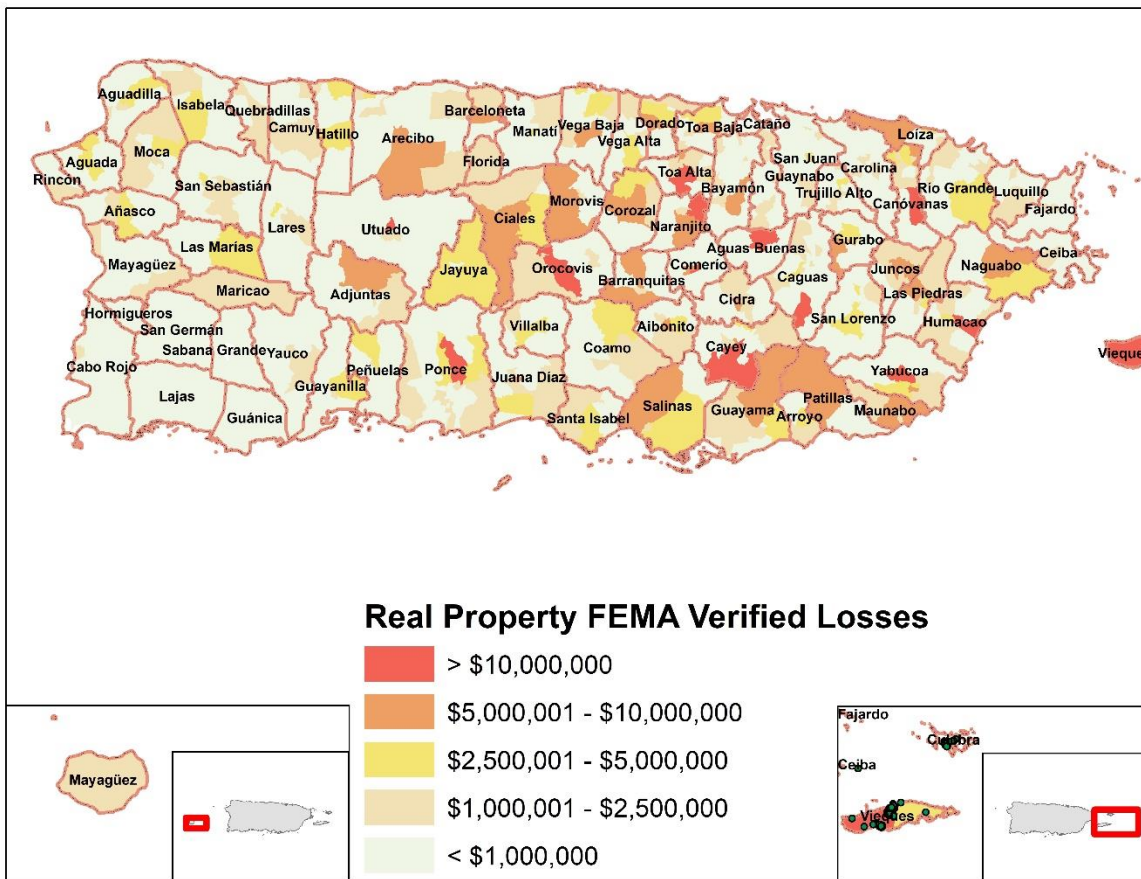 Aguadilla
Isabela
Quebradillas
Camuy
Hatillo
Arecibo
Barceloneta
Manatí
Vega Baja
Vega Alta
Dorado
Toa Baja
Cataño
Loíza
Aguada
Rincón
Moca
San Sebastián
Florida
Toa Alta
Bayamón
San Juan
Guaynabo
Trujillo Alto
Carolina
Canóvanas
Río Grande
Luquillo
Fajardo
Añasco
Lares
Utuado
Ciales
Morovis
Corozal
Naranjito
Las Marías
Mayagüez
Maricao
Adjuntas
Jayuya
Orocovis
Barranquitas
Comerío
Aguas Buenas
Caguas
Gurabo
Juncos
Las Piedras
Naguabo
Ceiba
Cidra
San Lorenzo
Humacao
Hormigueros
San Germán
Sabana Grande
Yauco
Cabo Rojo
Lajas
Guánica
Guayanilla
Peñuelas
Ponce
Villalba
Juana Díaz
Coamo
Aibonito
Cayey
Santa Isabel
Salinas
Guayama
Arroyo
Patillas
Maunabo
Yabucoa
Vieque
Real Property FEMA Verified Losses
> $10,000,000
$5,000,001 - $10,000,000
$2,500,001 - $5,000,000
$1,000,001 - $2,500,000
< $1,000,000
Mayagüez
Fajardo
Culebra
Ceiba
Vieques